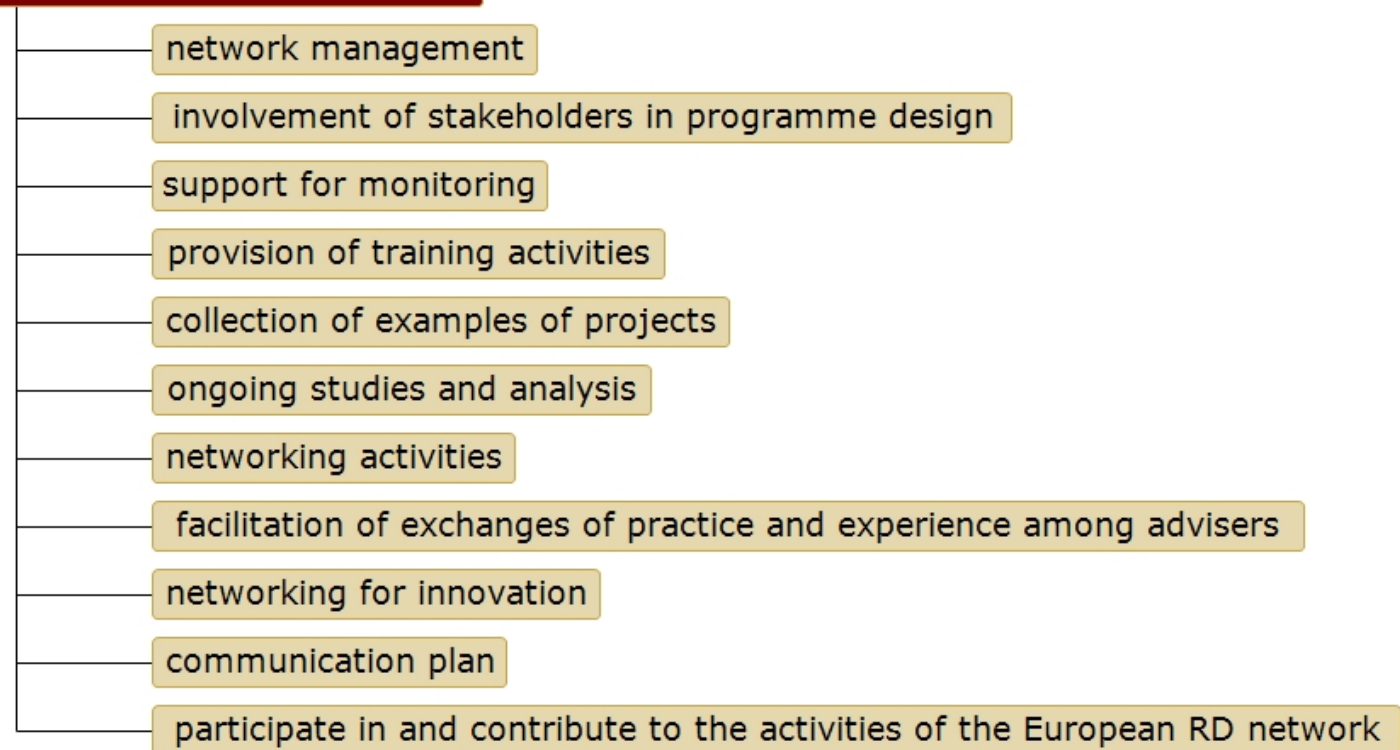 network management
involvement of stakeholders in programme design
support for monitoring
provision of training activities
collection of examples of projects
ongoing studies and analysis
networking activities
facilitation of exchanges of practice and experience among advisers
networking for innovation
communication plan
participate in and contribute to the activities of the European RD network